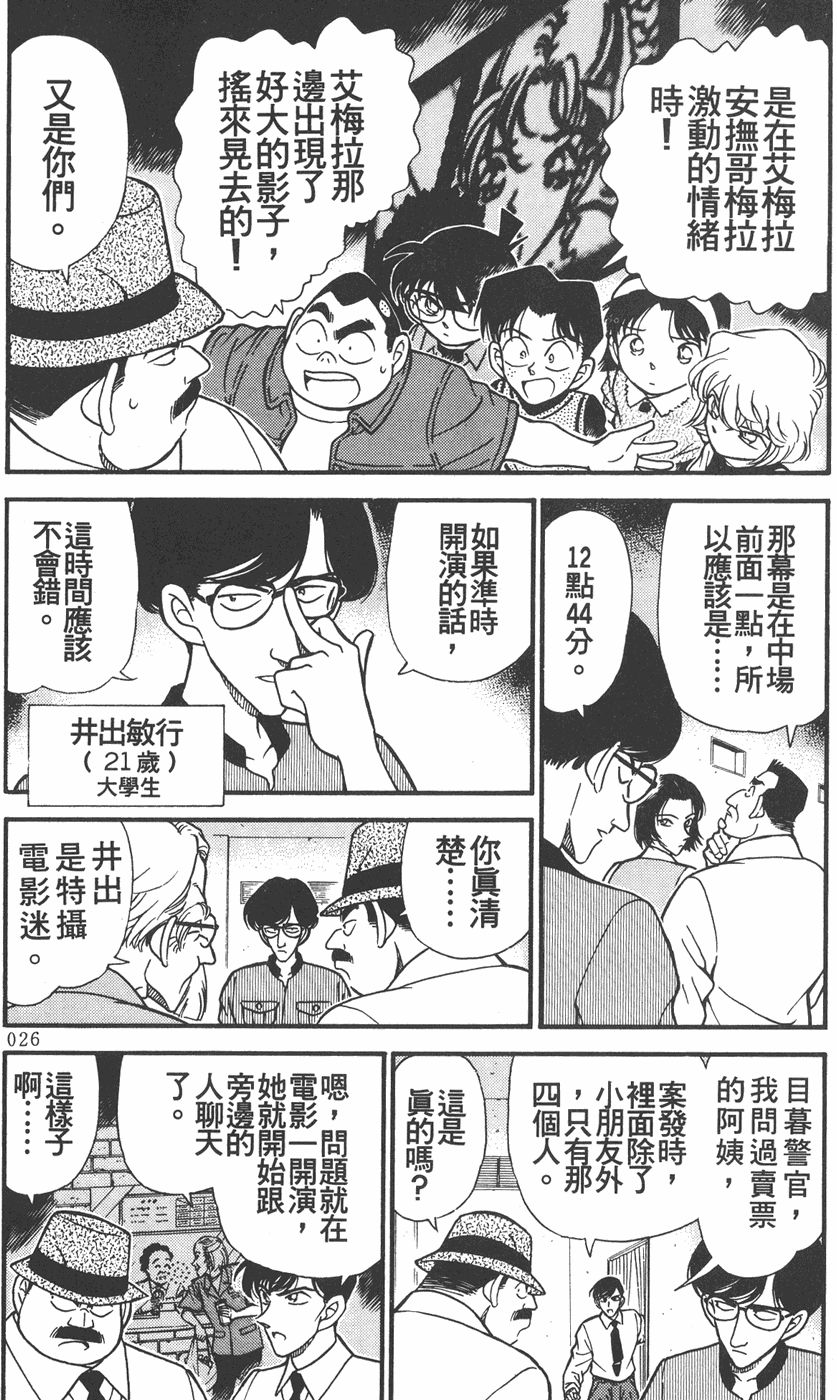 是在艾梅拉
安撫哥梅拉
激動的情緒
時！
艾梅拉那
邊出現了
好大的影子，
搖來晃去的！
又是你們。
那幕是在中場
前面一點，所
以應該是……
12點44分。
如果準時
開演的話，
這時間應該
不會錯。
井出敏行
（21歲）
大學生
你眞清
楚……
井出
是特攝
電影迷。
026
目暮警官，
我問過賣票
的阿姨，
案發時，
裡面除了
小朋友外
，只有那
四個人。
這是
眞的嗎？
嗯，問題就在
電影一開演，
她就開始跟
旁邊的
人聊天
了。
這樣子
啊……